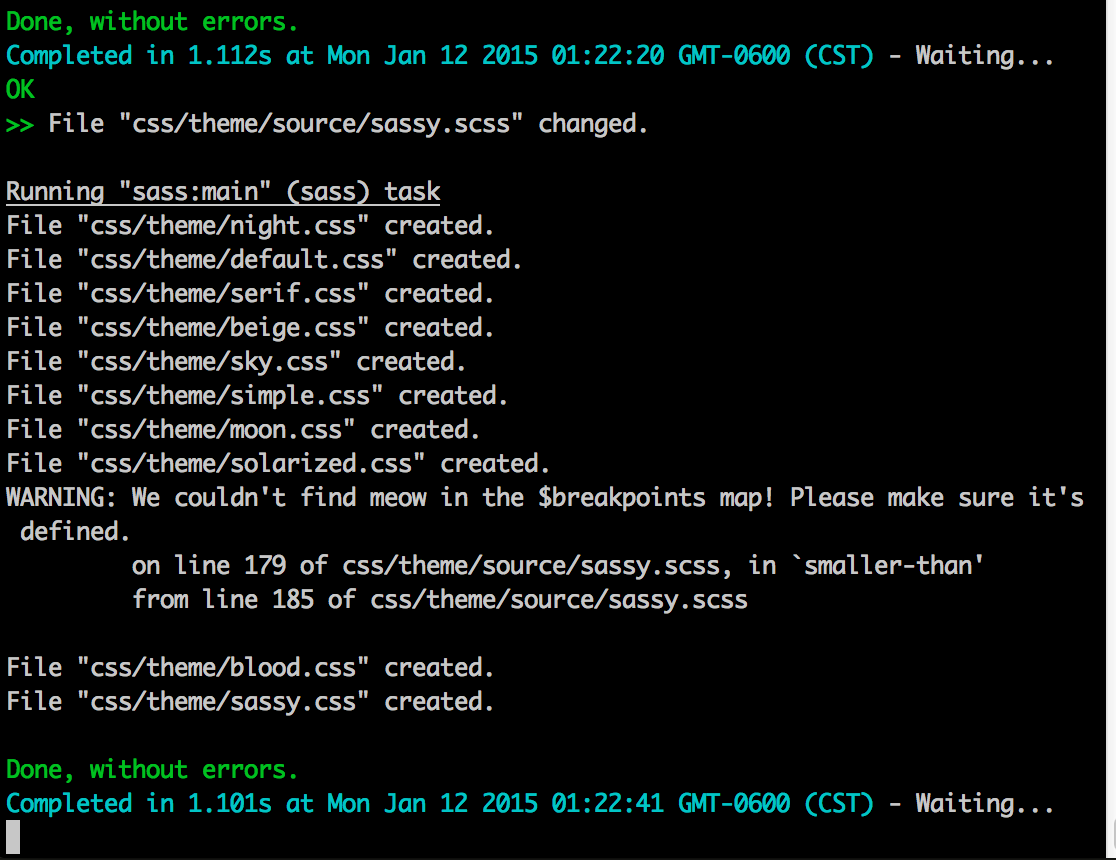 Done, without errors.
Completed in 1.112s at Mon Jan 12 2015 01:22:20 GMT-0600 (CST) - Waiting...
OK
>> File "css/theme/source/sassy.scss" changed.
Running "sass:main" (sass) task
File "css/theme/night.css" created.
File "css/theme/default.css" created.
File "css/theme/serif.css" created.
File "css/theme/beige.css" created.
File "css/theme/sky.css" created.
File "css/theme/simple.css" created.
File "css/theme/moon.css" created.
File "css/theme/solarized.css" created.
WARNING: We couldn't find meow in the $breakpoints map! Please make sure it's
 defined.
         on line 179 of css/theme/source/sassy.scss, in `smaller-than'
         from line 185 of css/theme/source/sassy.scss
File "css/theme/blood.css" created.
File "css/theme/sassy.css" created.
Done, without errors.
Completed in 1.101s at Mon Jan 12 2015 01:22:41 GMT-0600 (CST) - Waiting...